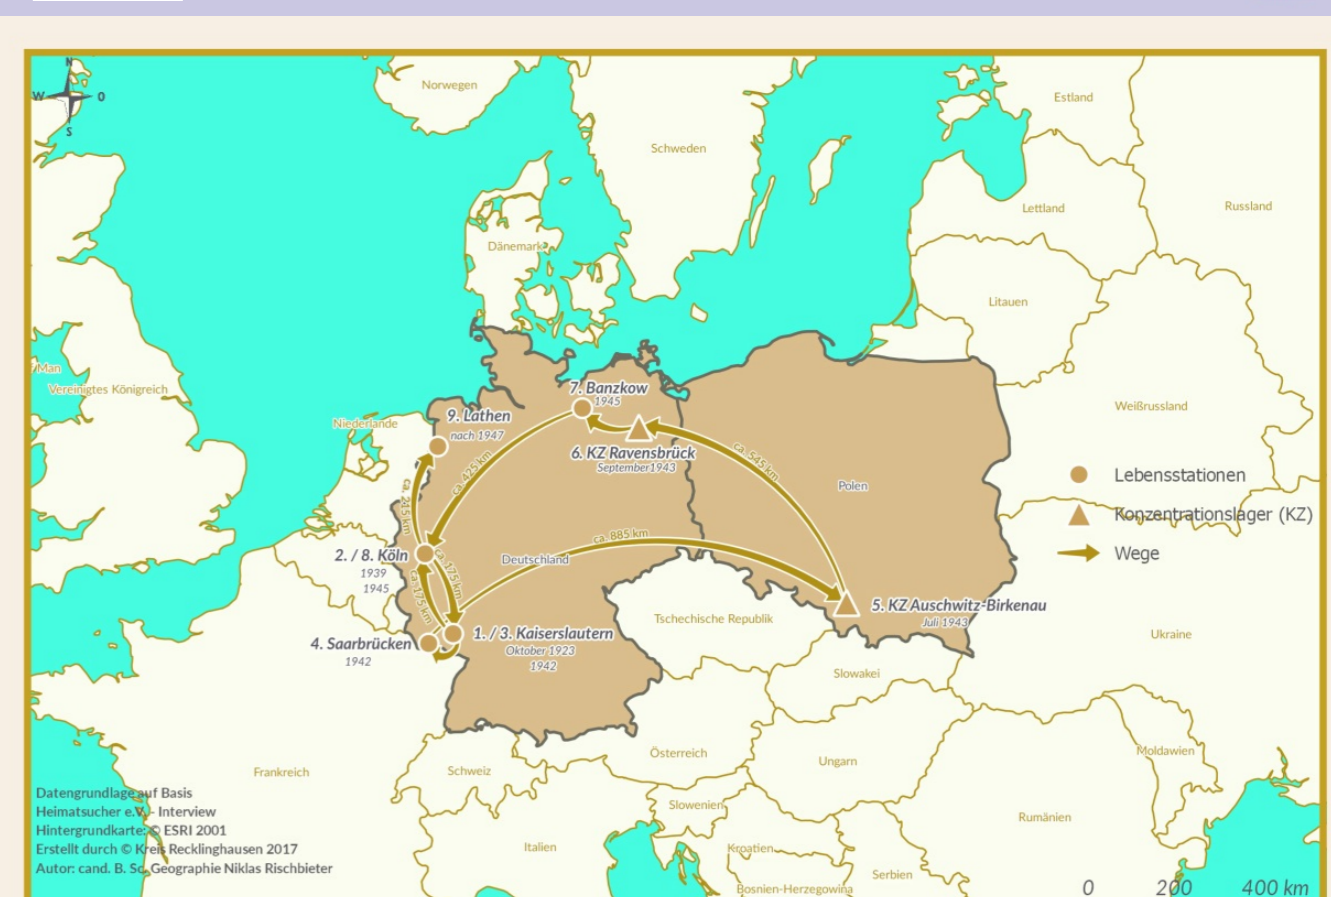 N
W
O
S
Norwegen
Schweden
Estland
Lettland
Russland
Dänemark
Litauen
Man
Vereinigtes Königreich
Niederlande
Weißrussland
7. Banzkow
1945
9. Lathen
nach 1947
6. KZ Ravensbrück
September1943
ca. 425 km
ca. 545 km
Polen
Lebensstationen
Konzentrationslager (KZ)
Wege
ca. 215 km
ca. 885 km
Deutschland
2. / 8. Köln
1939
1945
ca. 175 km
ca. 175 km
5. KZ Auschwitz-Birkenau
Juli 1943
Tschechische Republik
1. / 3. Kaiserslautern
Oktober 1923
1942
4. Saarbrücken
1942
Ukraine
Slowakei
Moldawien
Österreich
Ungarn
Frankreich
Schweiz
Slowenien
Rumänien
Italien
Kroatien
Serbien
Bosnien-Herzegowina
Datengrundlage auf Basis
Heimatsucher e.V. - Interview
Hintergrundkarte: © ESRI 2001
Erstellt durch © Kreis Recklinghausen 2017
Autor: cand. B. Sc. Geographie Niklas Rischbieter
0 200 400 km